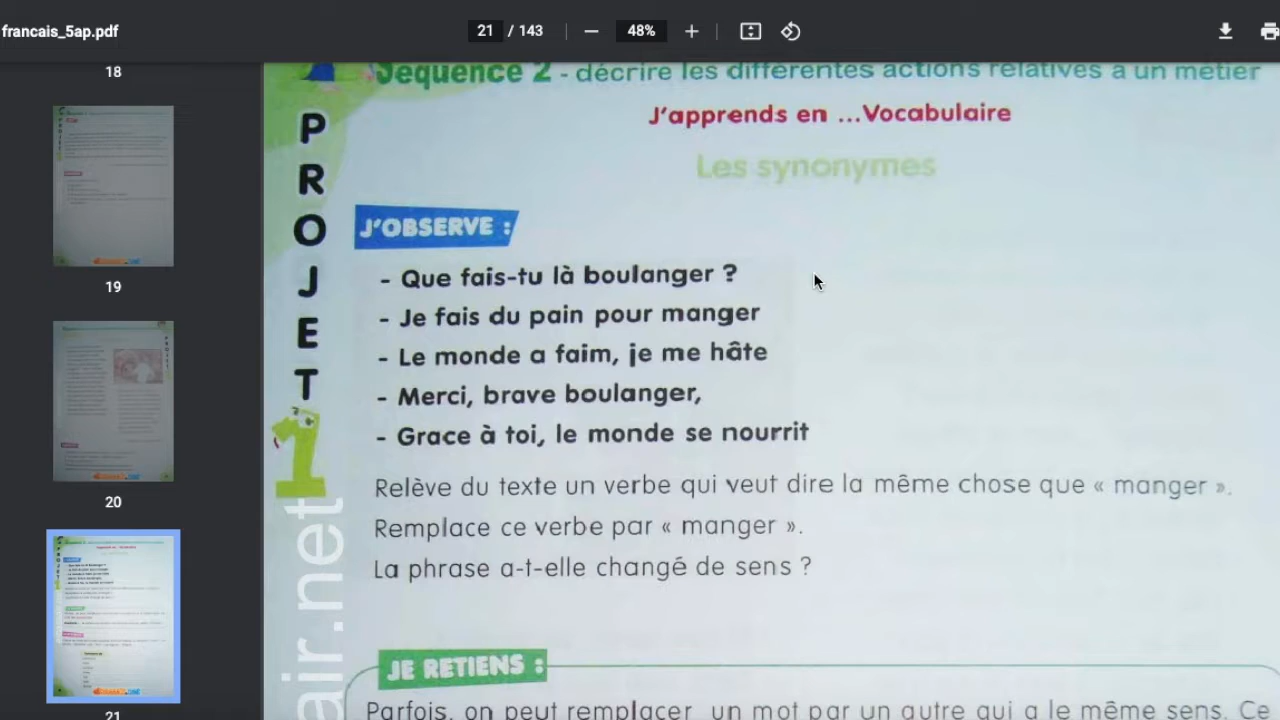 francais_5ap.pdf
21 / 143
48%
18
19
20
21
Séquence 2 - décrire les différentes actions relatives à un métier
J'apprends en ...Vocabulaire
Les synonymes
PROJET
1
J'OBSERVE :
- Que fais-tu là boulanger ?
- Je fais du pain pour manger
- Le monde a faim, je me hâte
- Merci, brave boulanger,
- Grace à toi, le monde se nourrit
Relève du texte un verbe qui veut dire la même chose que « manger ».
Remplace ce verbe par « manger ».
La phrase a-t-elle changé de sens ?
air.net
JE RETIENS :
Parfois, on peut remplacer un mot par un autre qui a le même sens. Ce